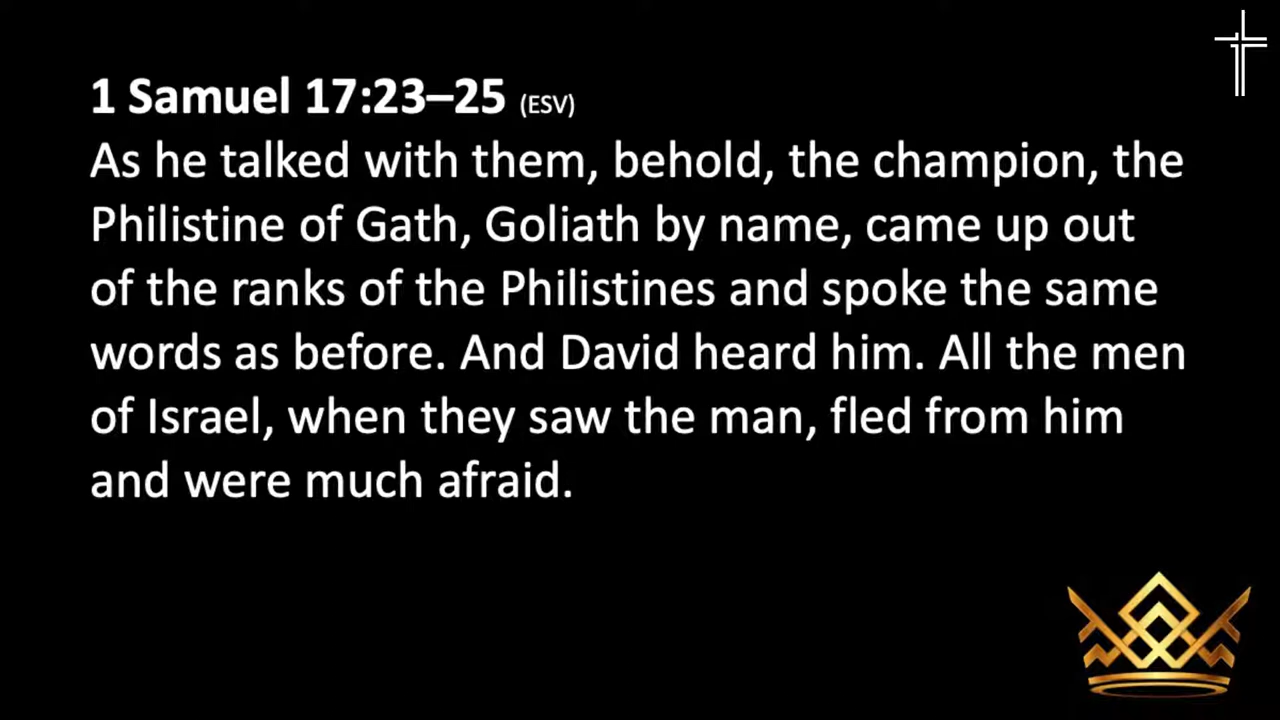 1 Samuel 17:23–25 (ESV)
As he talked with them, behold, the champion, the
Philistine of Gath, Goliath by name, came up out
of the ranks of the Philistines and spoke the same
words as before. And David heard him. All the men
of Israel, when they saw the man, fled from him
and were much afraid.